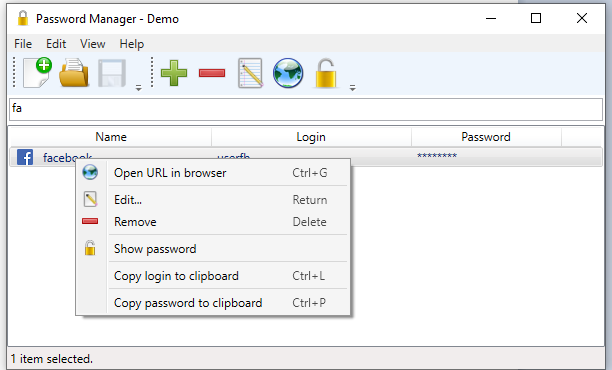 Password Manager - Demo
File Edit View Help
fa
Name Login Password
facebook userfb ********
Open URL in browser Ctrl+G
Edit... Return
Remove Delete
Show password
Copy login to clipboard Ctrl+L
Copy password to clipboard Ctrl+P
1 item selected.